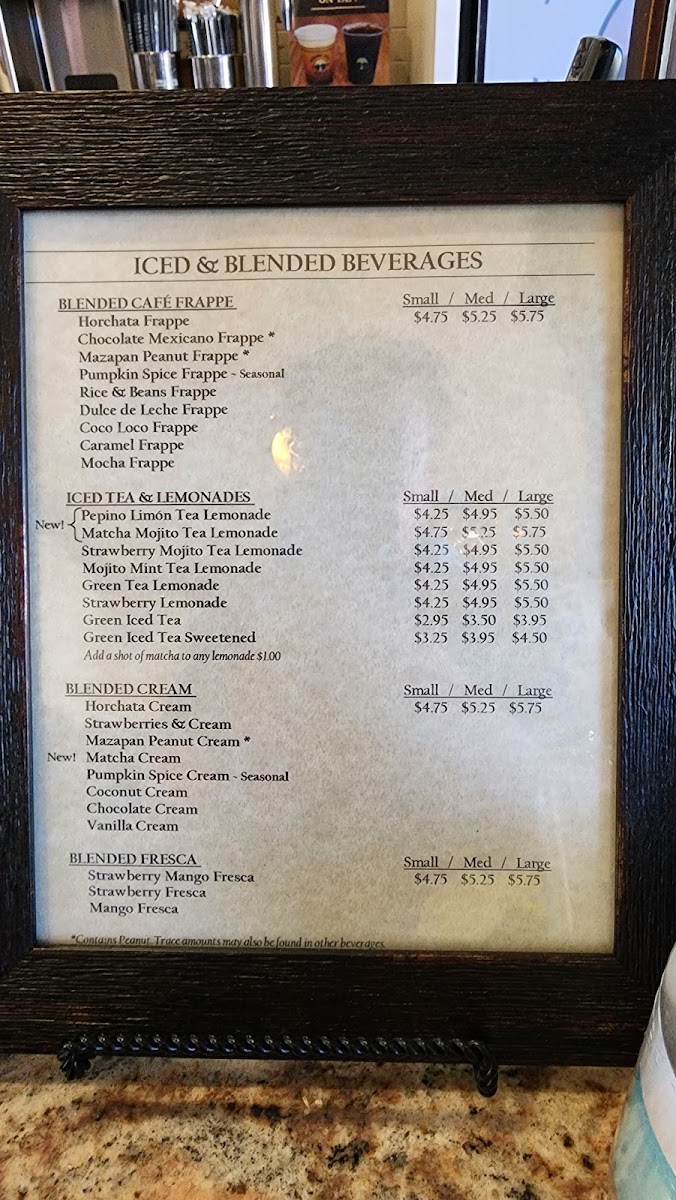 ICED & BLENDED BEVERAGES
BLENDED CAFÉ FRAPPE Small / Med / Large
Horchata Frappe $4.75 $5.25 $5.75
Chocolate Mexicano Frappe *
Mazapan Peanut Frappe *
Pumpkin Spice Frappe ~ Seasonal
Rice & Beans Frappe
Dulce de Leche Frappe
Coco Loco Frappe
Caramel Frappe
Mocha Frappe
ICED TEA & LEMONADES Small / Med / Large
New! Pepino Limón Tea Lemonade $4.25 $4.95 $5.50
Matcha Mojito Tea Lemonade $4.75 $5.25 $5.75
Strawberry Mojito Tea Lemonade $4.25 $4.95 $5.50
Mojito Mint Tea Lemonade $4.25 $4.95 $5.50
Green Tea Lemonade $4.25 $4.95 $5.50
Strawberry Lemonade $4.25 $4.95 $5.50
Green Iced Tea $2.95 $3.50 $3.95
Green Iced Tea Sweetened $3.25 $3.95 $4.50
Add a shot of matcha to any lemonade $1.00
BLENDED CREAM Small / Med / Large
Horchata Cream $4.75 $5.25 $5.75
Strawberries & Cream
Mazapan Peanut Cream *
New! Matcha Cream
Pumpkin Spice Cream ~ Seasonal
Coconut Cream
Chocolate Cream
Vanilla Cream
BLENDED FRESCA Small / Med / Large
Strawberry Mango Fresca $4.75 $5.25 $5.75
Strawberry Fresca
Mango Fresca
*Contains Peanut. Trace amounts may also be found in other beverages.